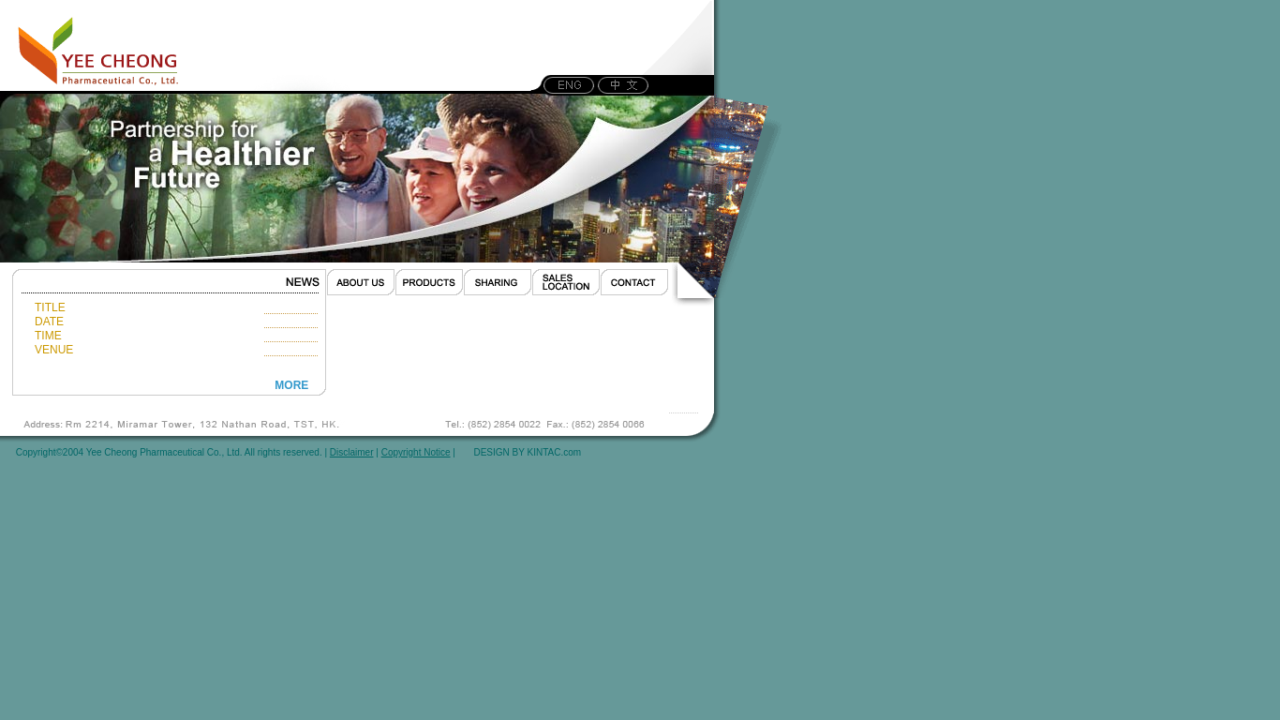 YEE CHEONG
Pharmaceutical Co., Ltd.
ENG
中 文
Partnership for
a Healthier
Future
NEWS
ABOUT US
PRODUCTS
SHARING
SALES
LOCATION
CONTACT
TITLE
DATE
TIME
VENUE
MORE
Address: Rm 2214, Miramar Tower, 132 Nathan Road, TST, HK.
Tel.: (852) 2854 0022 Fax.: (852) 2854 0066
Copyright©2004 Yee Cheong Pharmaceutical Co., Ltd. All rights reserved. | Disclaimer | Copyright Notice | DESIGN BY KINTAC.com